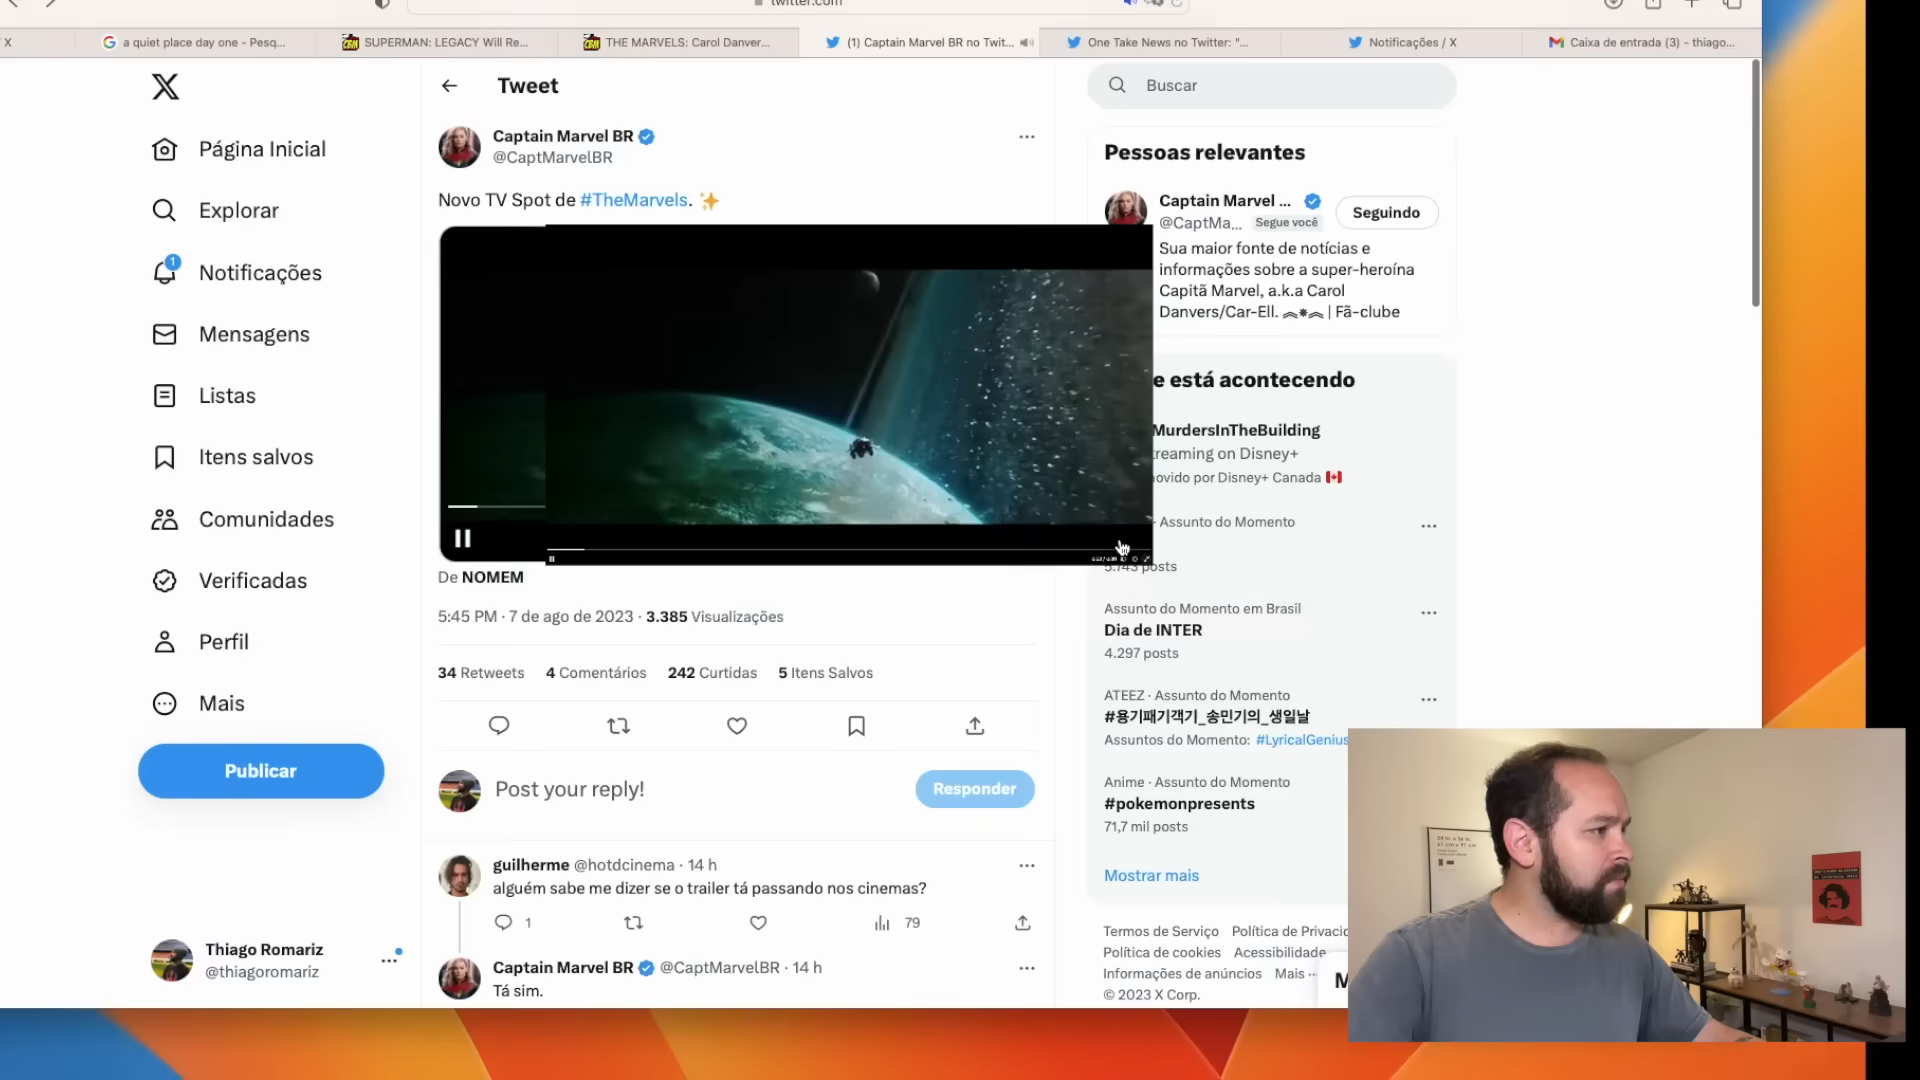 twitter.com
X
a quiet place day one - Pesq...
SUPERMAN: LEGACY Will Re...
THE MARVELS: Carol Danver...
(1) Captain Marvel BR no Twit...
One Take News no Twitter: "...
Notificações / X
Caixa de entrada (3) - thiago...
Página Inicial
Explorar
1
Notificações
Mensagens
Listas
Itens salvos
Comunidades
Verificadas
Perfil
Mais
Publicar
Thiago Romariz
@thiagoromariz
Tweet
Captain Marvel BR
@CaptMarvelBR
Novo TV Spot de #TheMarvels. ✨
De NOMEM
5:45 PM · 7 de ago de 2023 · 3.385 Visualizações
34 Retweets 4 Comentários 242 Curtidas 5 Itens Salvos
Post your reply!
Responder
guilherme @hotdcinema · 14 h
alguém sabe me dizer se o trailer tá passando nos cinemas?
1
79
Captain Marvel BR @CaptMarvelBR · 14 h
Tá sim.
Buscar
Pessoas relevantes
Captain Marvel ...
@CaptMa... Segue você
Seguindo
Sua maior fonte de notícias e
informações sobre a super-heroína
Capitã Marvel, a.k.a Carol
Danvers/Car-Ell. ︽✵︽ | Fã-clube
e está acontecendo
MurdersInTheBuilding
treaming on Disney+
ovido por Disney+ Canada 🇨🇦
· Assunto do Momento
5.743 posts
Assunto do Momento em Brasil
Dia de INTER
4.297 posts
ATEEZ · Assunto do Momento
#용기패기객기_송민기의_생일날
Assuntos do Momento: #LyricalGenius
Anime · Assunto do Momento
#pokemonpresents
71,7 mil posts
Mostrar mais
Termos de Serviço Política de Privacid
Política de cookies Acessibilidade
Informações de anúncios Mais ···
© 2023 X Corp.
M